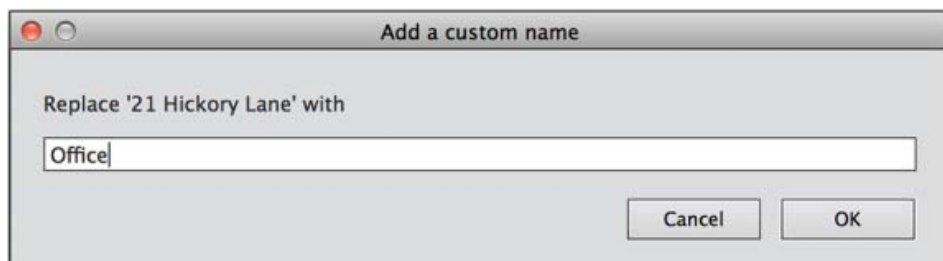 Add a custom name
Replace '21 Hickory Lane' with
Office
Cancel OK